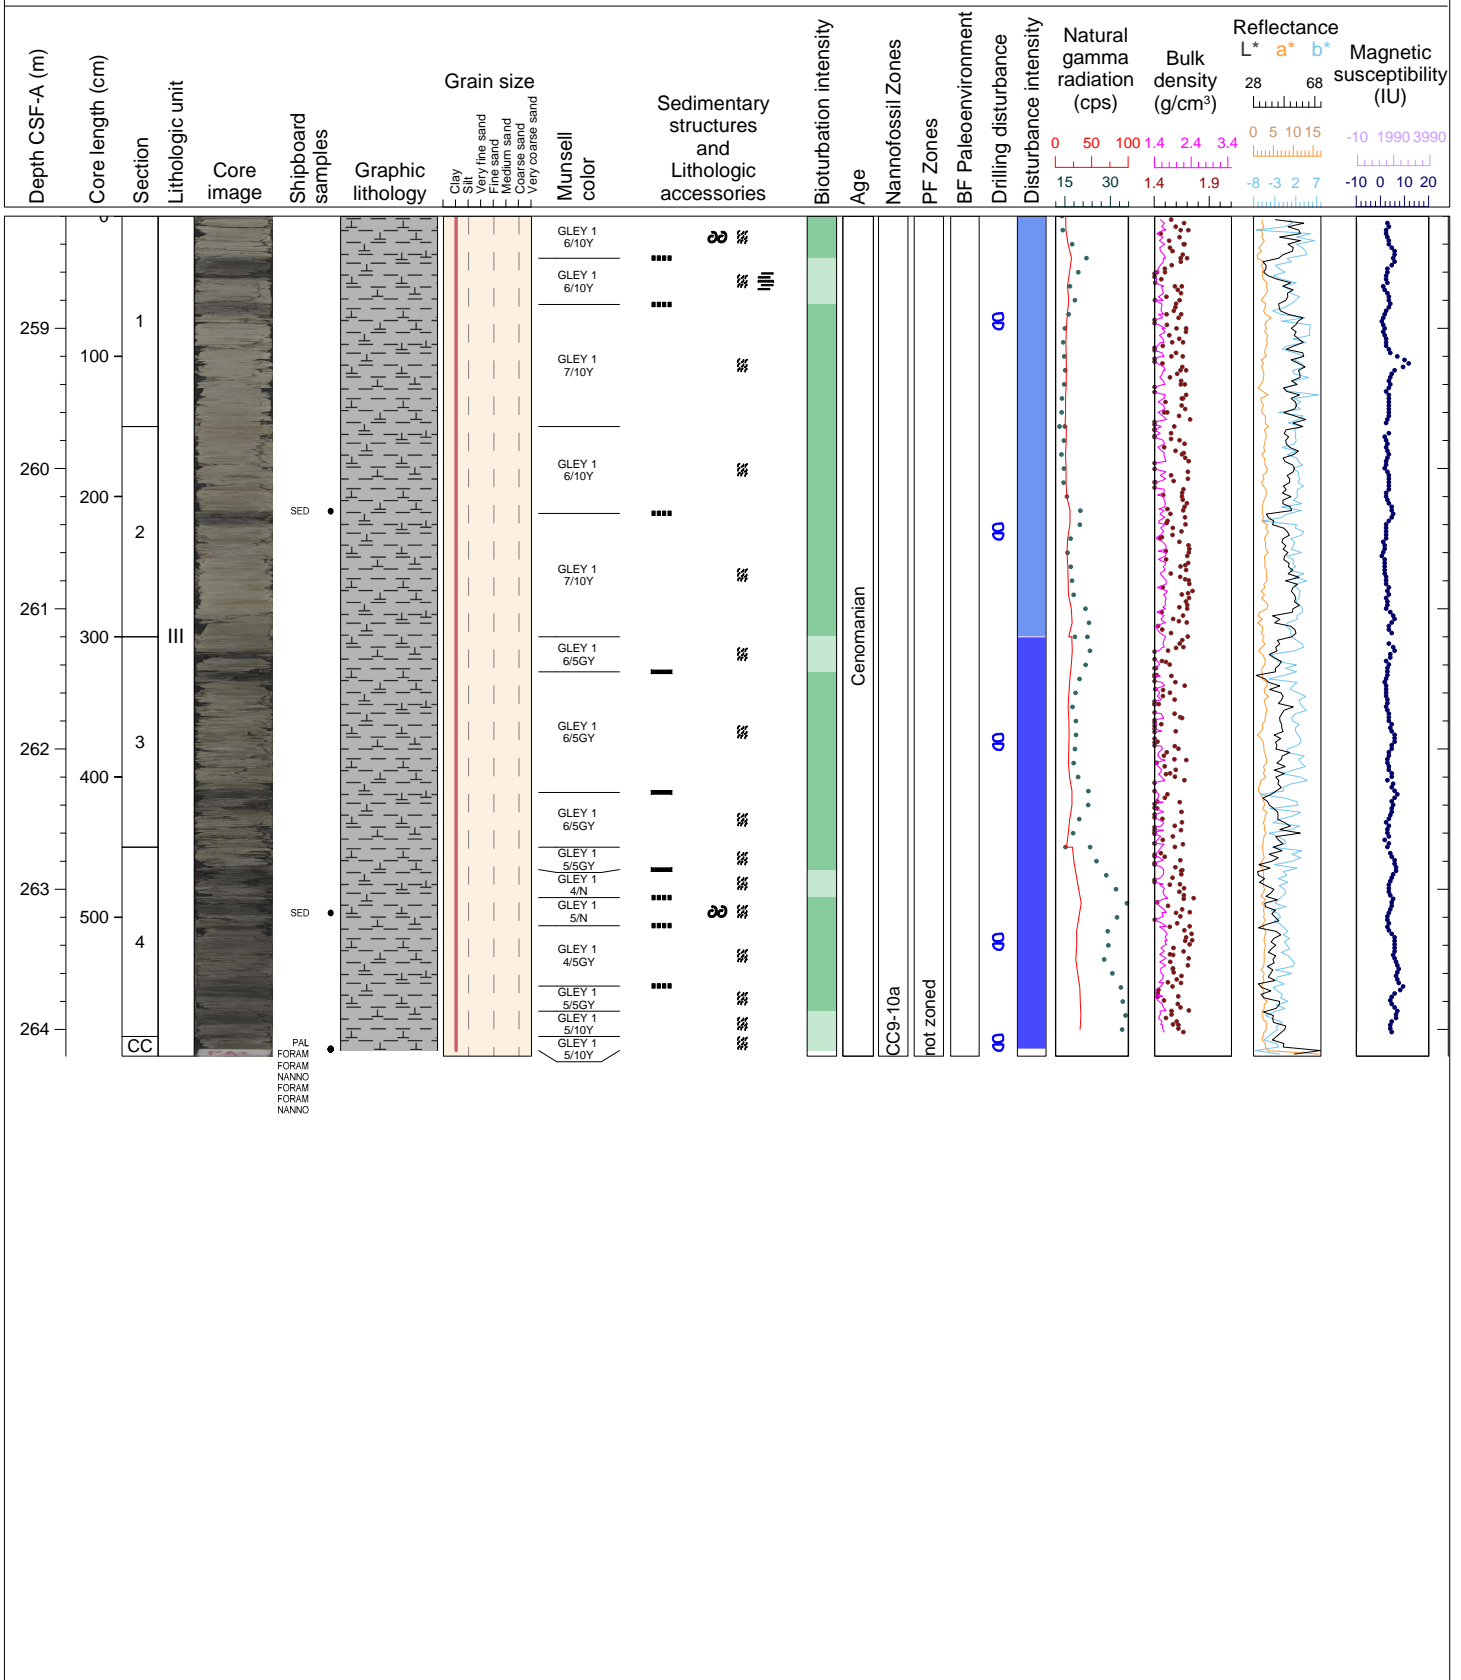 Depth CSF-A (m)
Core length (cm)
Section
Lithologic unit
Core
image
Shipboard
samples
Graphic
lithology
Grain size
Clay
Silt
Very fine sand
Fine sand
Medium sand
Coarse sand
Very coarse sand
Munsell
color
Sedimentary
structures
and
Lithologic
accessories
Bioturbation intensity
Age
Nannofossil Zones
PF Zones
BF Paleoenvironment
Drilling disturbance
Disturbance intensity
Natural
gamma
radiation
(cps)
0 50 100
15 30
Bulk
density
(g/cm³)
1.4 2.4 3.4
1.4 1.9
Reflectance
L* a* b*
28 68
0 5 10 15
-8 -3 2 7
Magnetic
susceptibility
(IU)
-10 1990 3990
-10 0 10 20
259
260
261
262
263
264
0
100
200
300
400
500
1
2
3
4
CC
III
SED
SED
PAL
FORAM
FORAM
NANNO
FORAM
FORAM
NANNO
GLEY 1
6/10Y
GLEY 1
6/10Y
GLEY 1
7/10Y
GLEY 1
6/10Y
GLEY 1
7/10Y
GLEY 1
6/5GY
GLEY 1
6/5GY
GLEY 1
6/5GY
GLEY 1
5/5GY
GLEY 1
4/N
GLEY 1
5/N
GLEY 1
4/5GY
GLEY 1
5/5GY
GLEY 1
5/10Y
GLEY 1
5/10Y
Cenomanian
CC9-10a
not zoned